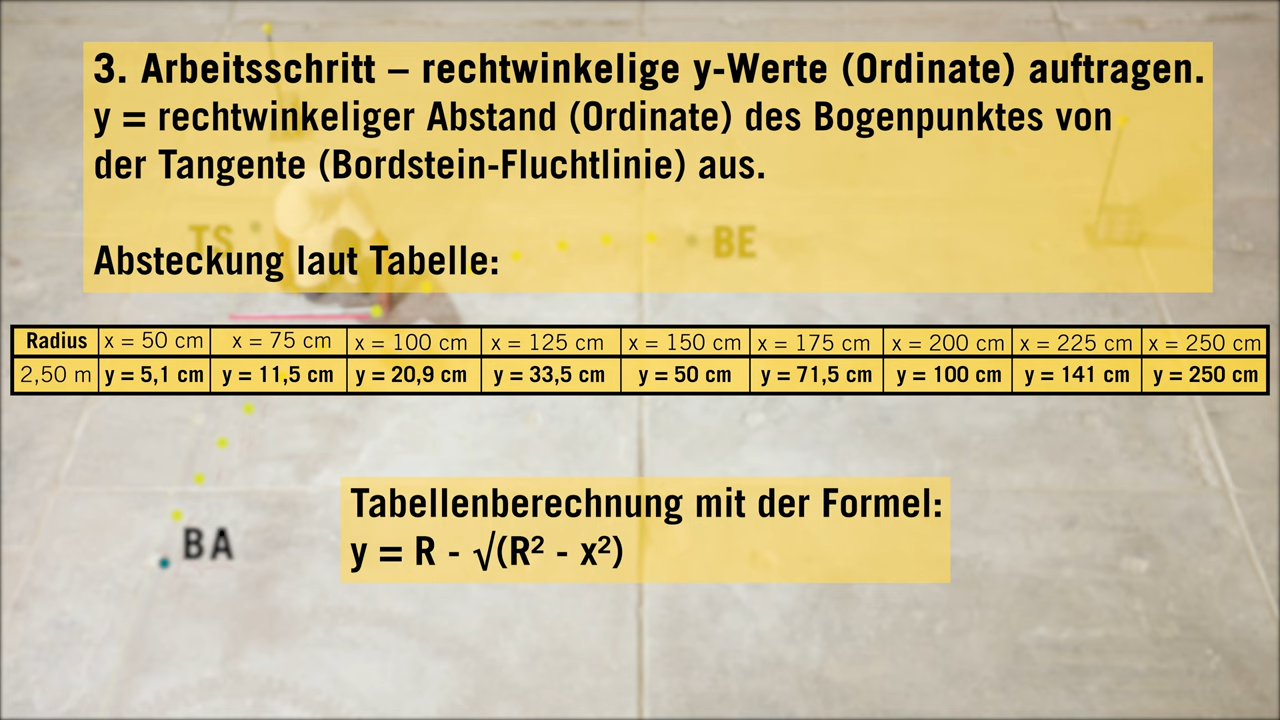 3. Arbeitsschritt – rechtwinkelige y-Werte (Ordinate) auftragen.
y = rechtwinkeliger Abstand (Ordinate) des Bogenpunktes von
der Tangente (Bordstein-Fluchtlinie) aus.
TS
BE
Absteckung laut Tabelle:
Radius x = 50 cm x = 75 cm x = 100 cm x = 125 cm x = 150 cm x = 175 cm x = 200 cm x = 225 cm x = 250 cm
2,50 m y = 5,1 cm y = 11,5 cm y = 20,9 cm y = 33,5 cm y = 50 cm y = 71,5 cm y = 100 cm y = 141 cm y = 250 cm
Tabellenberechnung mit der Formel:
y = R - √(R² - x²)
BA